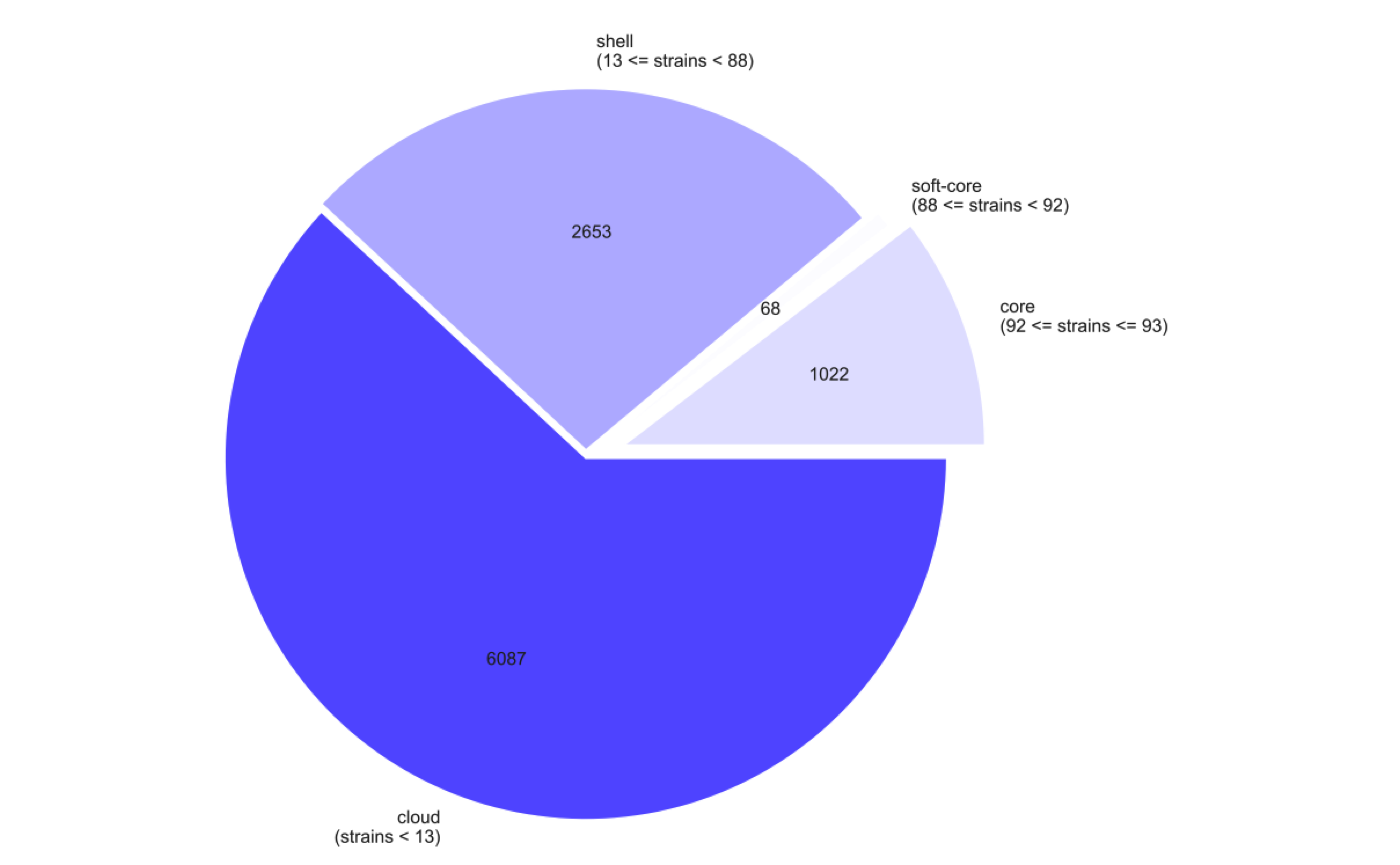 shell
(13 <= strains < 88)
soft-core
(88 <= strains < 92)
2653
68
core
(92 <= strains <= 93)
1022
6087
cloud
(strains < 13)